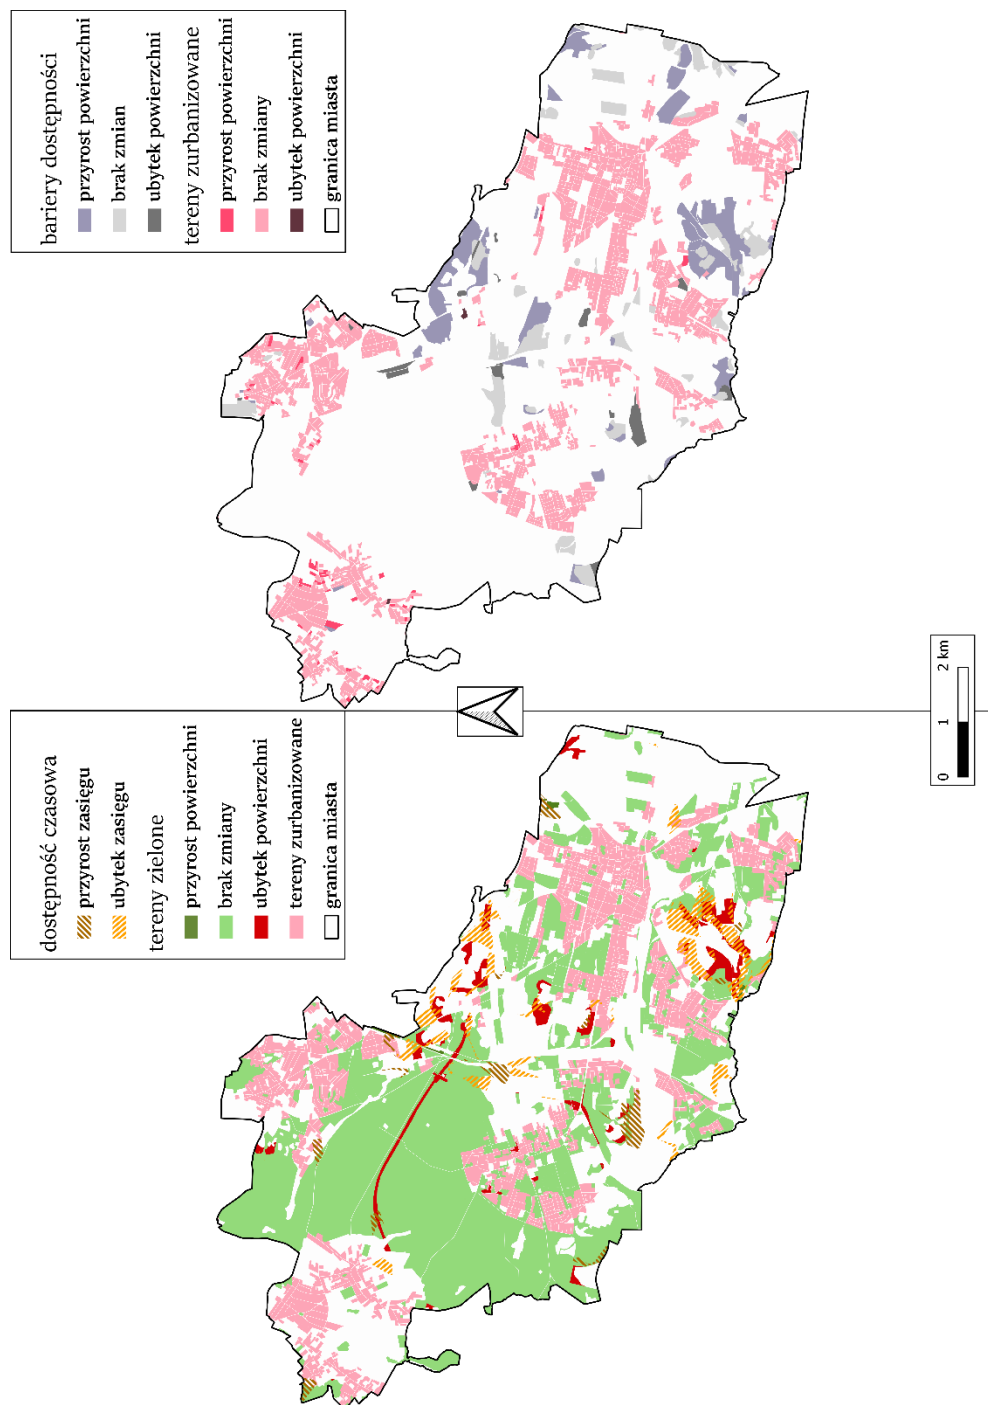 dostępność czasowa
przyrost zasięgu
ubytek zasięgu
tereny zielone
przyrost powierzchni
brak zmiany
ubytek powierzchni
tereny zurbanizowane
granica miasta
bariery dostępności
przyrost powierzchni
brak zmian
ubytek powierzchni
tereny zurbanizowane
przyrost powierzchni
brak zmiany
ubytek powierzchni
granica miasta
0 1 2 km